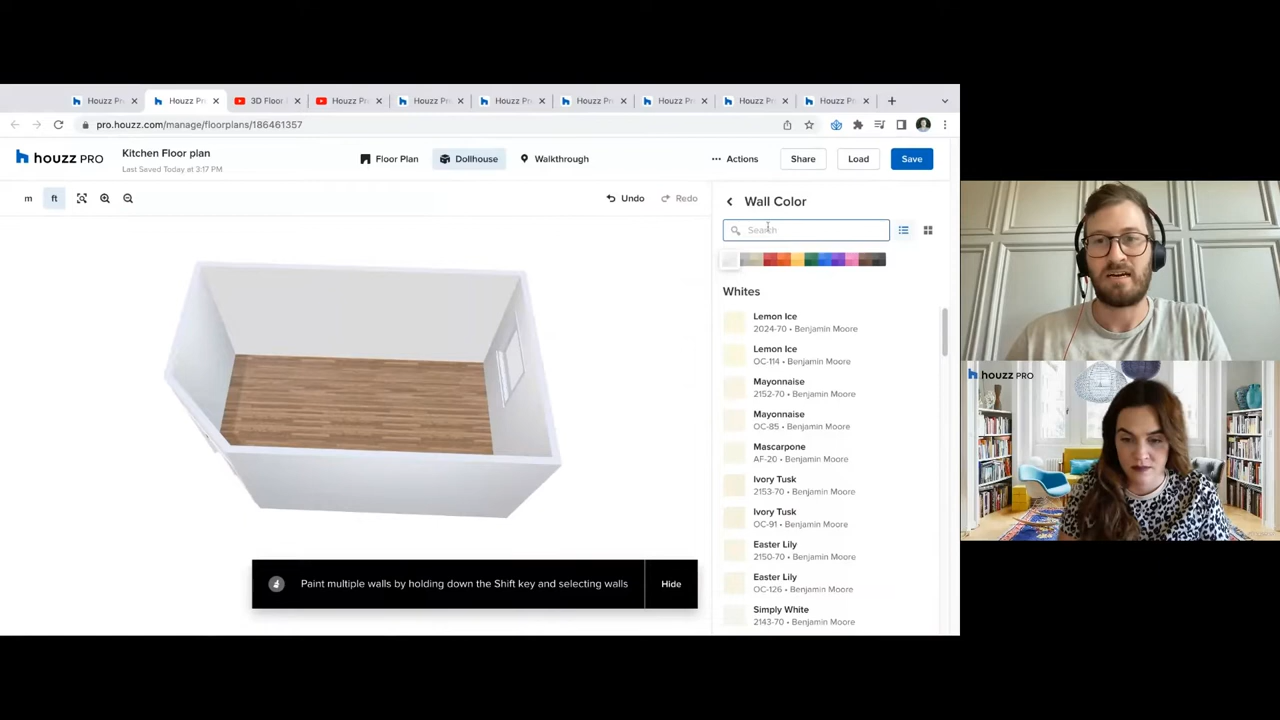 Houzz Pr
Houzz Pr
3D Floor
Houzz Pr
Houzz Pr
Houzz Pr
Houzz Pr
Houzz Pr
Houzz Pr
Houzz Pr
pro.houzz.com/manage/floorplans/186461357
houzz PRO
Kitchen Floor plan
Last Saved Today at 3:17 PM
Floor Plan
Dollhouse
Walkthrough
Actions
Share
Load
Save
m
ft
Undo
Redo
Wall Color
Search
Whites
Lemon Ice
2024-70 • Benjamin Moore
Lemon Ice
OC-114 • Benjamin Moore
Mayonnaise
2152-70 • Benjamin Moore
Mayonnaise
OC-85 • Benjamin Moore
Mascarpone
AF-20 • Benjamin Moore
Ivory Tusk
2153-70 • Benjamin Moore
Ivory Tusk
OC-91 • Benjamin Moore
Easter Lily
2150-70 • Benjamin Moore
Easter Lily
OC-126 • Benjamin Moore
Simply White
2143-70 • Benjamin Moore
Paint multiple walls by holding down the Shift key and selecting walls
Hide
houzz PRO